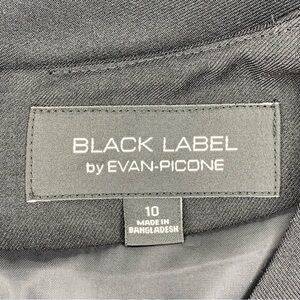 BLACK LABEL
by EVAN-PICONE
10
MADE IN
BANGLADESH